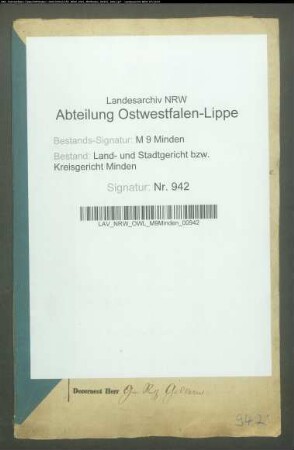 Landesarchiv NRW
Abteilung Ostwestfalen-Lippe
Bestands-Signatur: M 9 Minden
Bestand: Land- und Stadtgericht bzw.
Kreisgericht Minden
Signatur: Nr. 942
LAV_NRW_OWL_M9Minden_00942
Decernent Herr
942